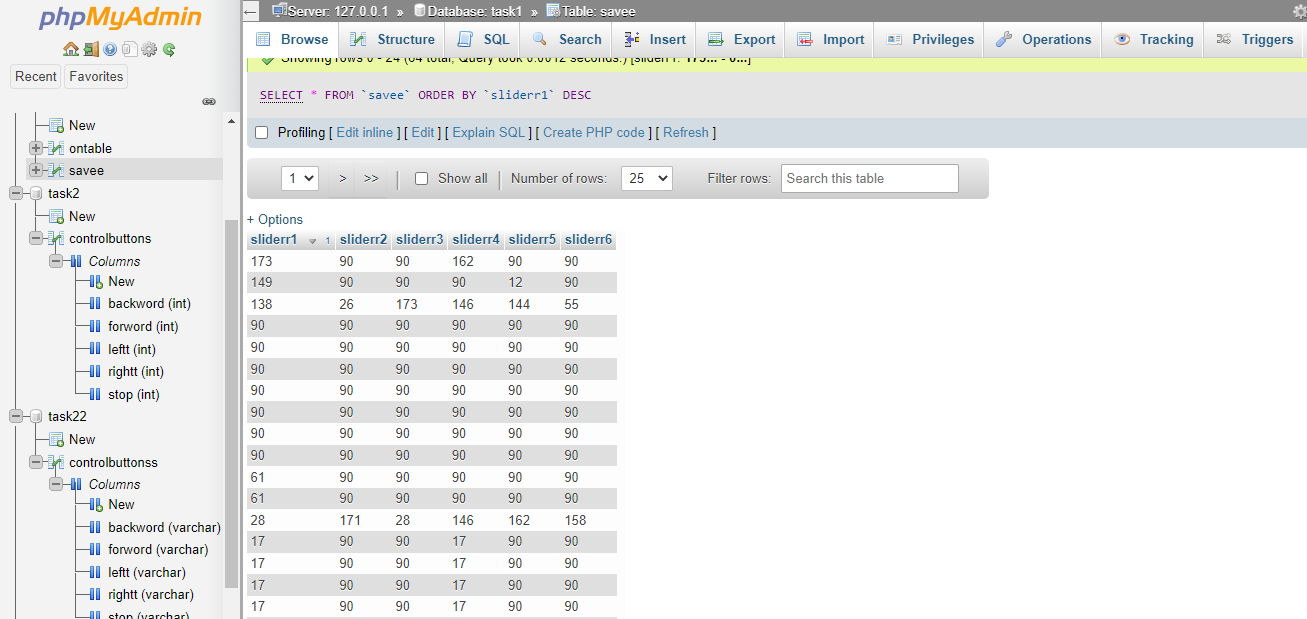 phpMyAdmin
Recent Favorites
New
ontable
savee
task2
New
controlbuttons
Columns
New
backword (int)
forword (int)
leftt (int)
rightt (int)
stop (int)
task22
New
controlbuttonss
Columns
New
backword (varchar)
forword (varchar)
leftt (varchar)
rightt (varchar)
stop (varchar)
Server: 127.0.0.1 » Database: task1 » Table: savee
Browse Structure SQL Search Insert Export Import Privileges Operations Tracking Triggers
Showing rows 0 - 24 (64 total, Query took 0.0012 seconds.) [sliderr1: 173... - 0...]
SELECT * FROM `savee` ORDER BY `sliderr1` DESC
Profiling [ Edit inline ] [ Edit ] [ Explain SQL ] [ Create PHP code ] [ Refresh ]
1 > >> Show all Number of rows: 25 Filter rows: Search this table
+ Options
sliderr1 1 sliderr2 sliderr3 sliderr4 sliderr5 sliderr6
173 90 90 162 90 90
149 90 90 90 12 90
138 26 173 146 144 55
90 90 90 90 90 90
90 90 90 90 90 90
90 90 90 90 90 90
90 90 90 90 90 90
90 90 90 90 90 90
90 90 90 90 90 90
90 90 90 90 90 90
61 90 90 90 90 90
61 90 90 90 90 90
28 171 28 146 162 158
17 90 90 17 90 90
17 90 90 17 90 90
17 90 90 17 90 90
17 90 90 17 90 90